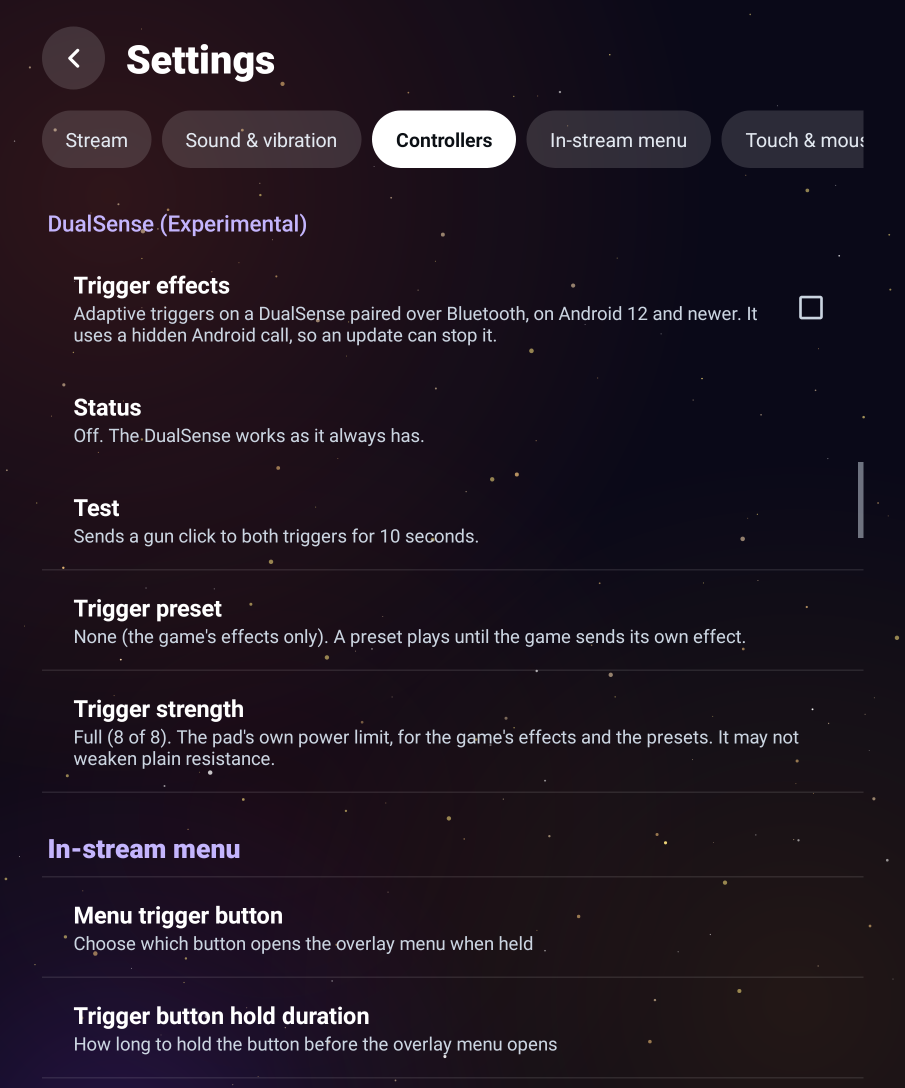 Settings
Stream
Sound & vibration
Controllers
In-stream menu
Touch & mous
DualSense (Experimental)
Trigger effects
Adaptive triggers on a DualSense paired over Bluetooth, on Android 12 and newer. It
uses a hidden Android call, so an update can stop it.
Status
Off. The DualSense works as it always has.
Test
Sends a gun click to both triggers for 10 seconds.
Trigger preset
None (the game's effects only). A preset plays until the game sends its own effect.
Trigger strength
Full (8 of 8). The pad's own power limit, for the game's effects and the presets. It may not
weaken plain resistance.
In-stream menu
Menu trigger button
Choose which button opens the overlay menu when held
Trigger button hold duration
How long to hold the button before the overlay menu opens